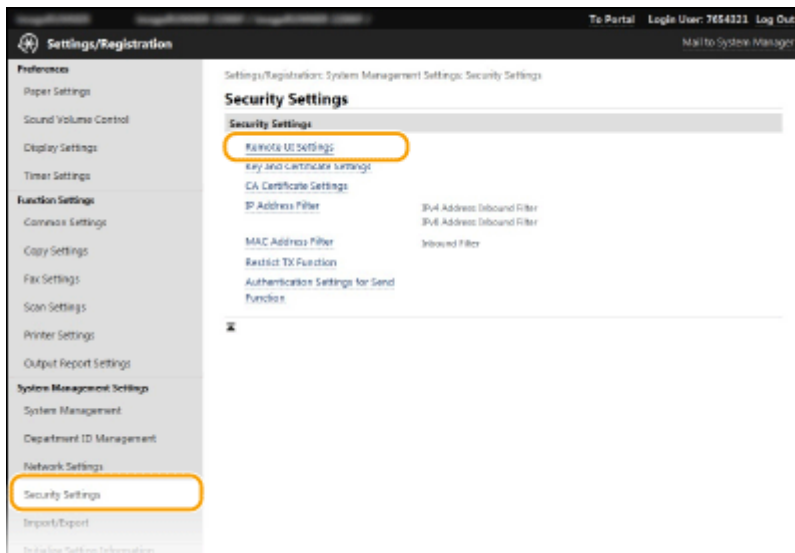 To Portal Login User: 7654321 Log Out
Settings/Registration
Mail to System Manager
Preferences
Paper Settings
Sound Volume Control
Display Settings
Timer Settings
Function Settings
Common Settings
Copy Settings
Fax Settings
Scan Settings
Printer Settings
Output Report Settings
System Management Settings
System Management
Department ID Management
Network Settings
Security Settings
Import/Export
Initialize Setting Information
Settings/Registration: System Management Settings: Security Settings
Security Settings
Security Settings
Remote UI Settings
Key and Certificate Settings
CA Certificate Settings
IP Address Filter
IPv4 Address Inbound Filter
IPv6 Address Inbound Filter
MAC Address Filter
Inbound Filter
Restrict TX Function
Authentication Settings for Send
Function